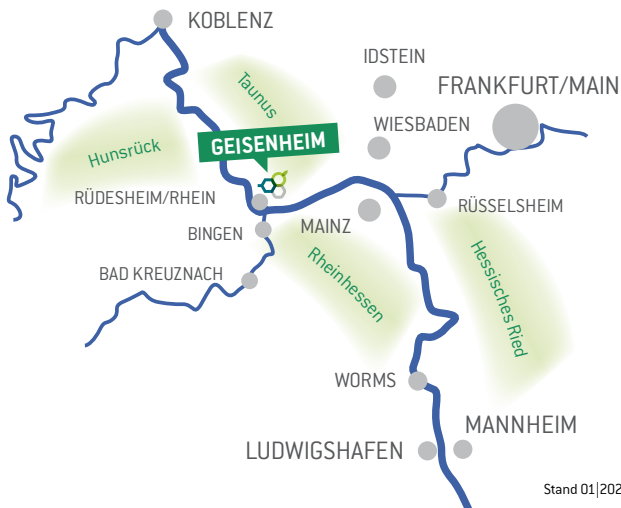 KOBLENZ
IDSTEIN
FRANKFURT/MAIN
Taunus
WIESBADEN
Hunsrück
GEISENHEIM
RÜDESHEIM/RHEIN
RÜSSELSHEIM
MAINZ
BINGEN
Rheinhessen
Hessisches Ried
BAD KREUZNACH
WORMS
MANNHEIM
LUDWIGSHAFEN
Stand 01|202